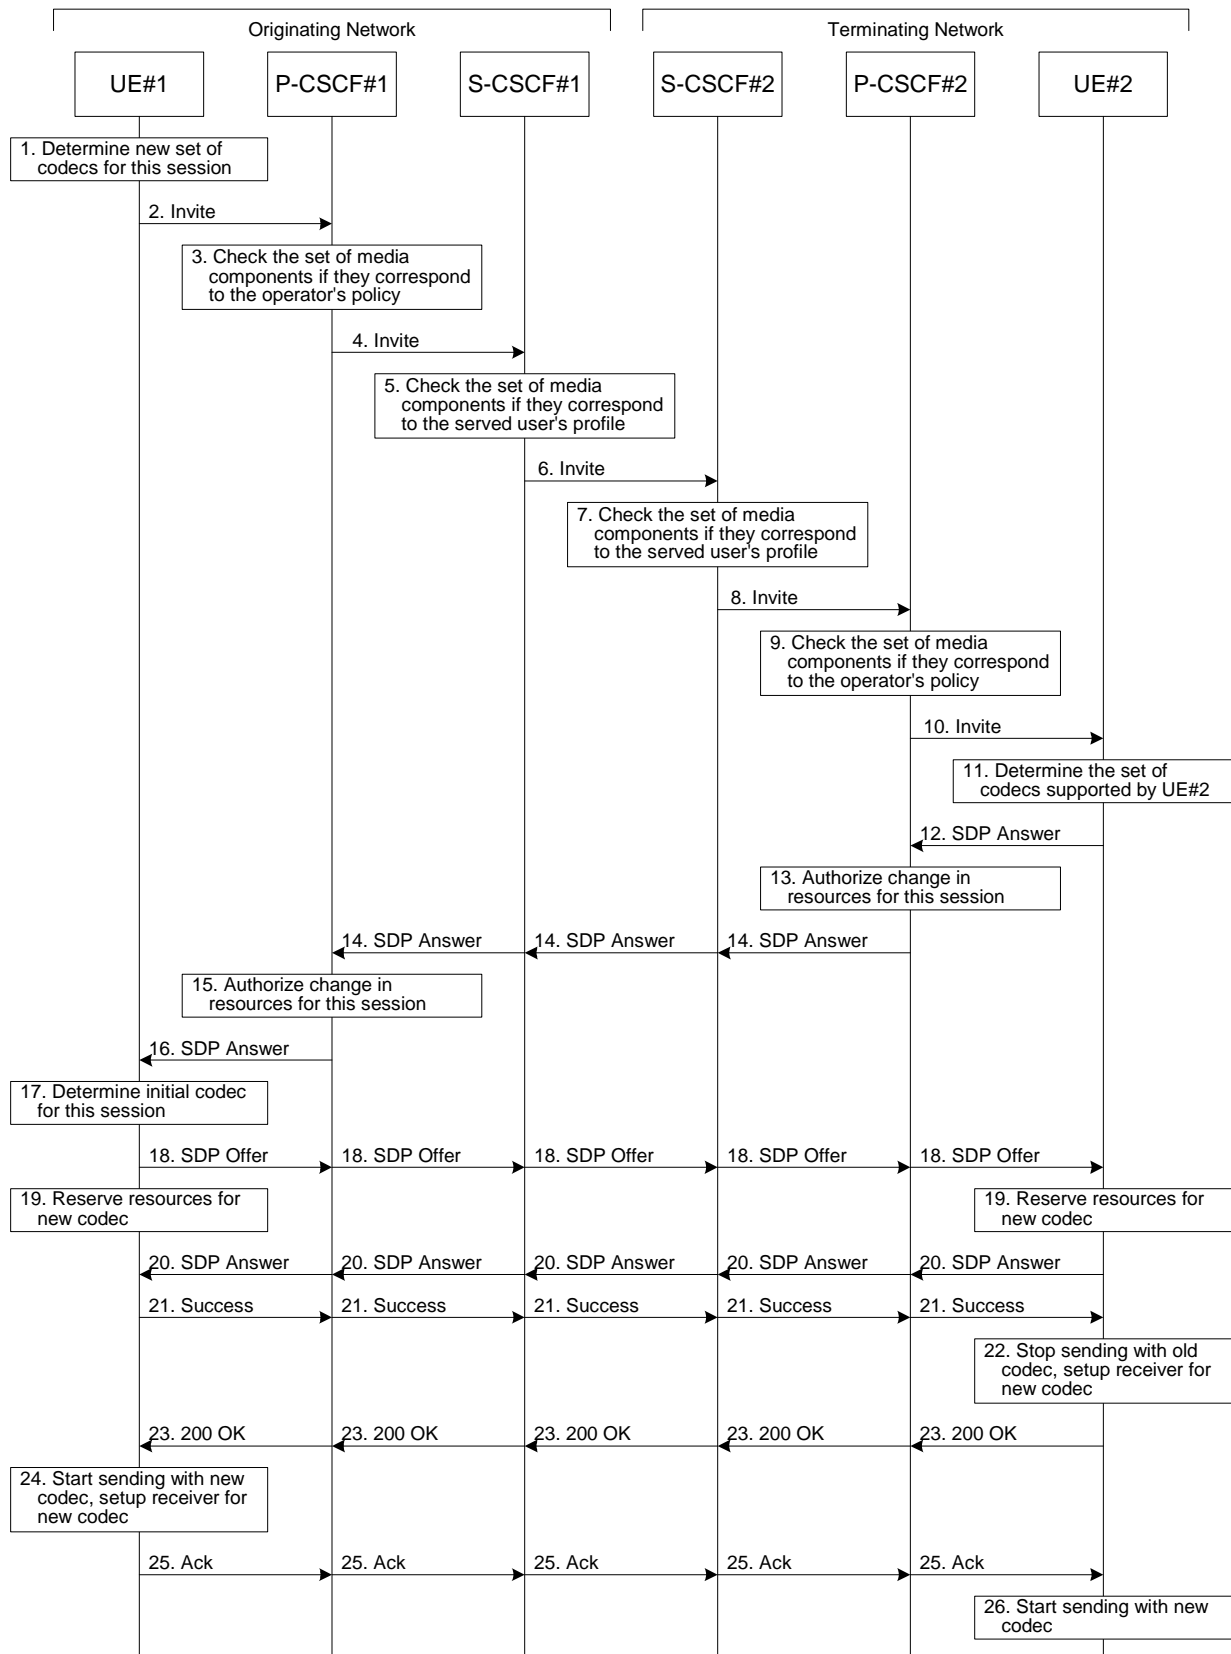 Originating Network
Terminating Network
UE#1
P-CSCF#1
S-CSCF#1
S-CSCF#2
P-CSCF#2
UE#2
1. Determine new set of
codecs for this session
2. Invite
3. Check the set of media
components if they correspond
to the operator's policy
4. Invite
5. Check the set of media
components if they correspond
to the served user's profile
6. Invite
7. Check the set of media
components if they correspond
to the served user's profile
8. Invite
9. Check the set of media
components if they correspond
to the operator's policy
10. Invite
11. Determine the set of
codecs supported by UE#2
12. SDP Answer
13. Authorize change in
resources for this session
14. SDP Answer
14. SDP Answer
14. SDP Answer
15. Authorize change in
resources for this session
16. SDP Answer
17. Determine initial codec
for this session
18. SDP Offer
18. SDP Offer
18. SDP Offer
18. SDP Offer
18. SDP Offer
19. Reserve resources for
new codec
19. Reserve resources for
new codec
20. SDP Answer
20. SDP Answer
20. SDP Answer
20. SDP Answer
20. SDP Answer
21. Success
21. Success
21. Success
21. Success
21. Success
22. Stop sending with old
codec, setup receiver for
new codec
23. 200 OK
23. 200 OK
23. 200 OK
23. 200 OK
23. 200 OK
24. Start sending with new
codec, setup receiver for
new codec
25. Ack
25. Ack
25. Ack
25. Ack
25. Ack
26. Start sending with new
codec